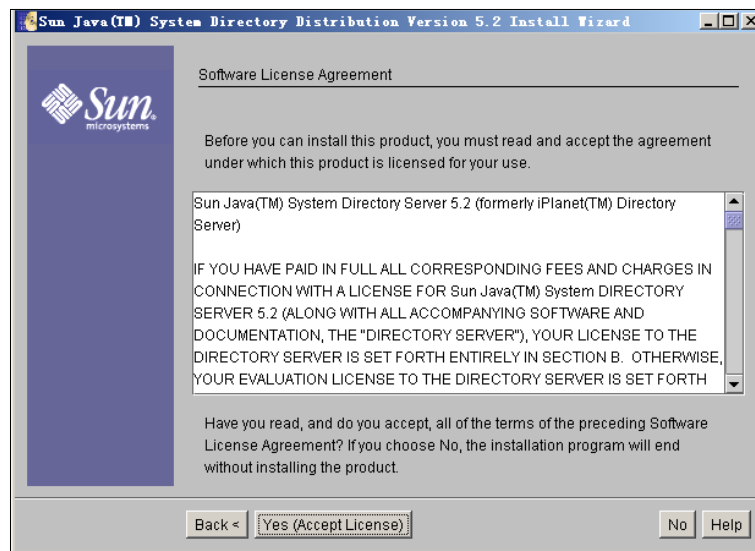 Sun Java(TM) System Directory Distribution Version 5.2 Install Wizard
Sun.
microsystems
Software License Agreement
Before you can install this product, you must read and accept the agreement
under which this product is licensed for your use.
Sun Java(TM) System Directory Server 5.2 (formerly iPlanet(TM) Directory
Server)
IF YOU HAVE PAID IN FULL ALL CORRESPONDING FEES AND CHARGES IN
CONNECTION WITH A LICENSE FOR Sun Java(TM) System DIRECTORY
SERVER 5.2 (ALONG WITH ALL ACCOMPANYING SOFTWARE AND
DOCUMENTATION, THE "DIRECTORY SERVER"), YOUR LICENSE TO THE
DIRECTORY SERVER IS SET FORTH ENTIRELY IN SECTION B.  OTHERWISE,
YOUR EVALUATION LICENSE TO THE DIRECTORY SERVER IS SET FORTH
Have you read, and do you accept, all of the terms of the preceding Software
License Agreement? If you choose No, the installation program will end
without installing the product.
Back < Yes (Accept License) No Help